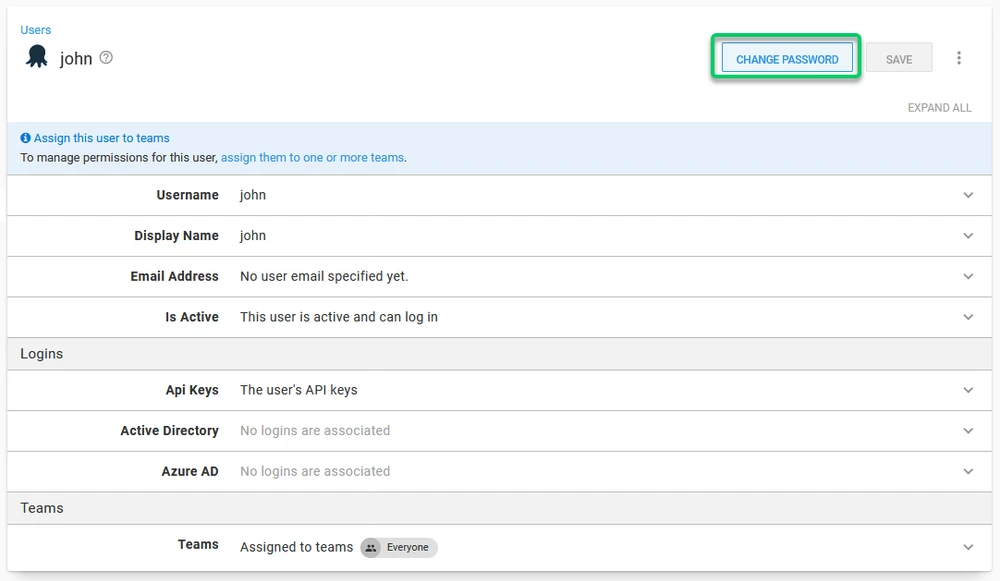 Users
john
CHANGE PASSWORD
SAVE
EXPAND ALL
Assign this user to teams
To manage permissions for this user, assign them to one or more teams.
Username john
Display Name john
Email Address No user email specified yet.
Is Active This user is active and can log in
Logins
Api Keys The user's API keys
Active Directory No logins are associated
Azure AD No logins are associated
Teams
Teams Assigned to teams Everyone